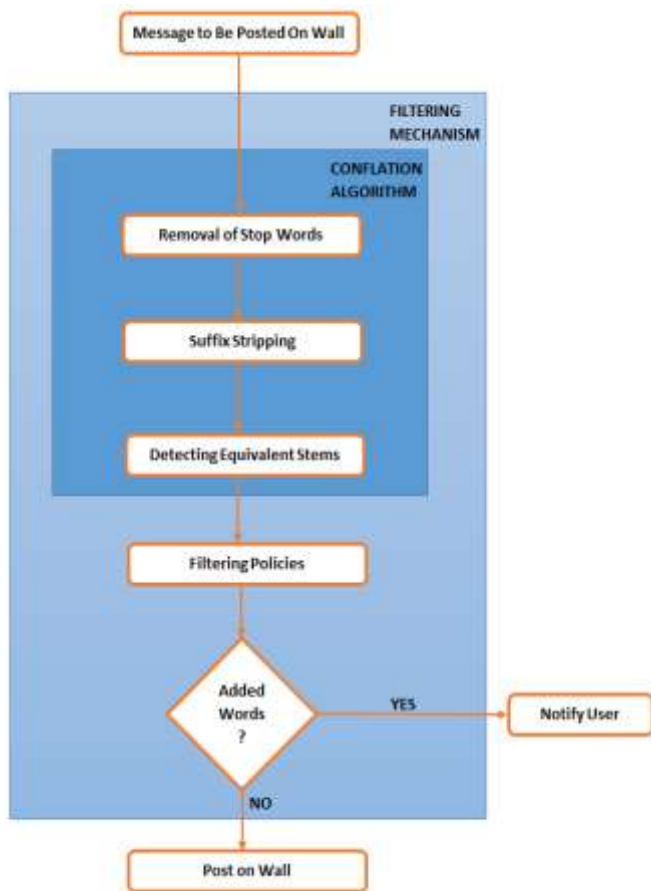 Message to Be Posted On Wall
FILTERING
MECHANISM
CONFLATION
ALGORITHM
Removal of Stop Words
Suffix Stripping
Detecting Equivalent Stems
Filtering Policies
Added
Words
?
YES
Notify User
NO
Post on Wall